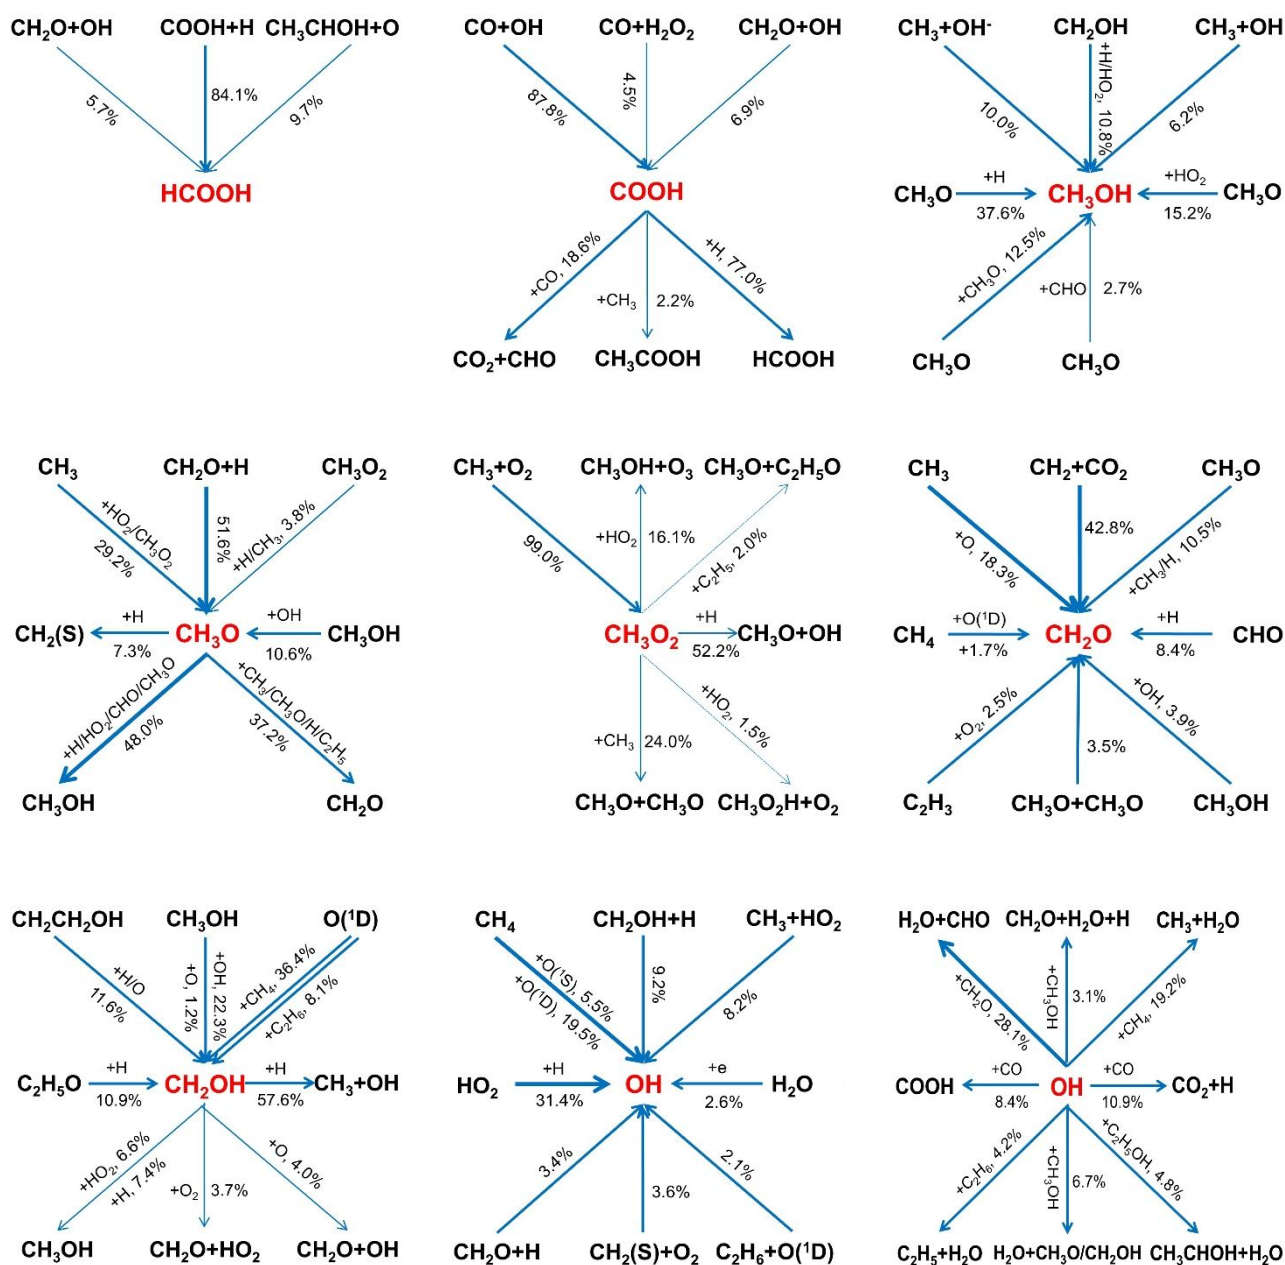 CH₂O+OH COOH+H CH₃CHOH+O
5.7%
84.1%
9.7%
HCOOH
CO+OH CO+H₂O₂ CH₂O+OH
87.8%
4.5%
6.9%
COOH
+CO, 18.6%
+CH₃ 2.2%
+H, 77.0%
CO₂+CHO CH₃COOH HCOOH
CH₃+OH⁻ CH₂OH CH₃+OH
10.0%
+H/HO₂, 10.8%
6.2%
CH₃O +H 37.6% CH₃OH +HO₂ 15.2% CH₃O
+CH₃O, 12.5%
+CHO 2.7%
CH₃O CH₃O
CH₃ CH₂O+H CH₃O₂
+HO₂/CH₃O₂
29.2%
51.6%
+H/CH₃, 3.8%
CH₂(S) +H 7.3% CH₃O +OH 10.6% CH₃OH
+H/HO₂/CHO/CH₃O
48.0%
+CH₃/CH₃O/H/C₂H₅
37.2%
CH₃OH CH₂O
CH₃+O₂ CH₃OH+O₃ CH₃O+C₂H₅O
99.0%
+HO₂ 16.1%
+C₂H₅, 2.0%
CH₃O₂ +H 52.2% CH₃O+OH
+CH₃ 24.0%
+HO₂, 1.5%
CH₃O+CH₃O CH₃O₂H+O₂
CH₃ CH₂+CO₂ CH₃O
+O, 18.3%
42.8%
+CH₃/H, 10.5%
CH₄ +O(¹D) +1.7% CH₂O +H 8.4% CHO
+O₂, 2.5%
3.5%
+OH, 3.9%
C₂H₃ CH₃O+CH₃O CH₃OH
CH₂CH₂OH CH₃OH O(¹D)
+H/O
11.6%
+O, 1.2%
+OH, 22.3%
+CH₄, 36.4%
+C₂H₆, 8.1%
C₂H₅O +H 10.9% CH₂OH +H 57.6% CH₃+OH
+HO₂, 6.6%
+H, 7.4%
+O₂ 3.7%
+O, 4.0%
CH₃OH CH₂O+HO₂ CH₂O+OH
CH₄ CH₂OH+H CH₃+HO₂
+O(¹S), 5.5%
+O(¹D), 19.5%
9.2%
8.2%
HO₂ +H 31.4% OH +e 2.6% H₂O
3.4%
3.6%
2.1%
CH₂O+H CH₂(S)+O₂ C₂H₆+O(¹D)
H₂O+CHO CH₂O+H₂O+H CH₃+H₂O
+CH₂O, 28.1%
+CH₃OH 3.1%
+CH₄, 19.2%
COOH +CO 8.4% OH +CO 10.9% CO₂+H
+C₂H₆, 4.2%
+CH₃OH 6.7%
+C₂H₅OH, 4.8%
C₂H₅+H₂O H₂O+CH₃O/CH₂OH CH₃CHOH+H₂O